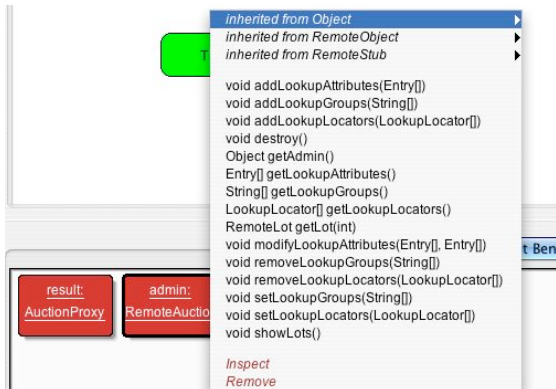 inherited from Object
inherited from RemoteObject
inherited from RemoteStub
T
void addLookupAttributes(Entry[])
void addLookupGroups(String[])
void addLookupLocators(LookupLocator[])
void destroy()
Object getAdmin()
Entry[] getLookupAttributes()
String[] getLookupGroups()
LookupLocator[] getLookupLocators()
RemoteLot getLot(int)
void modifyLookupAttributes(Entry[], Entry[])
void removeLookupGroups(String[])
void removeLookupLocators(LookupLocator[])
void setLookupGroups(String[])
void setLookupLocators(LookupLocator[])
void showLots()
Inspect
Remove
t Ben
result:
AuctionProxy
admin:
RemoteAuctio